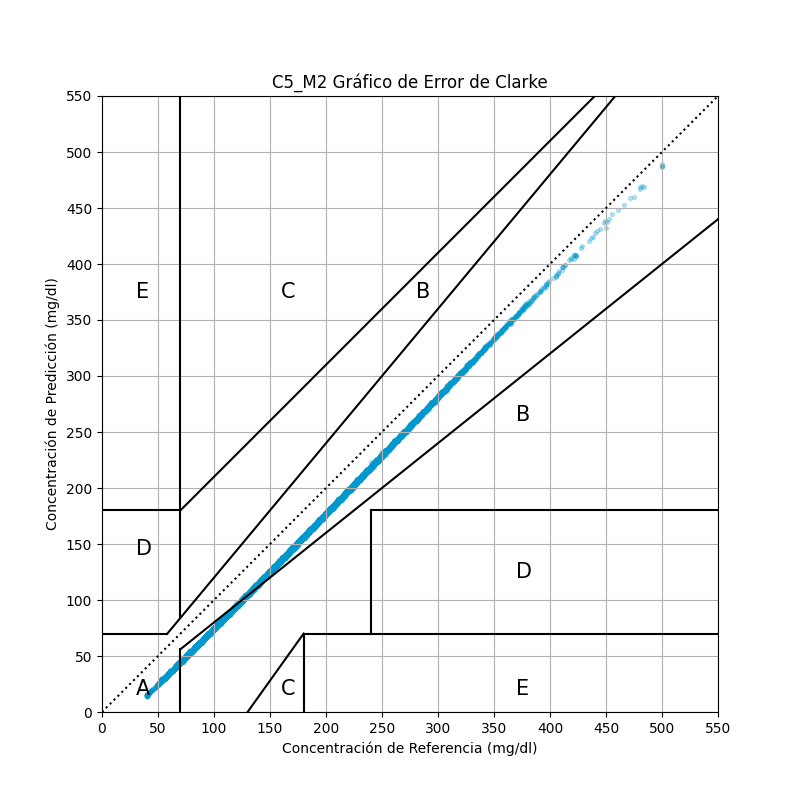 C5_M2 Gráfico de Error de Clarke
550
500
450
400
350
300
250
200
150
100
50
0
Concentración de Predicción (mg/dl)
E
C
B
B
D
D
A
C
E
0 50 100 150 200 250 300 350 400 450 500 550
Concentración de Referencia (mg/dl)